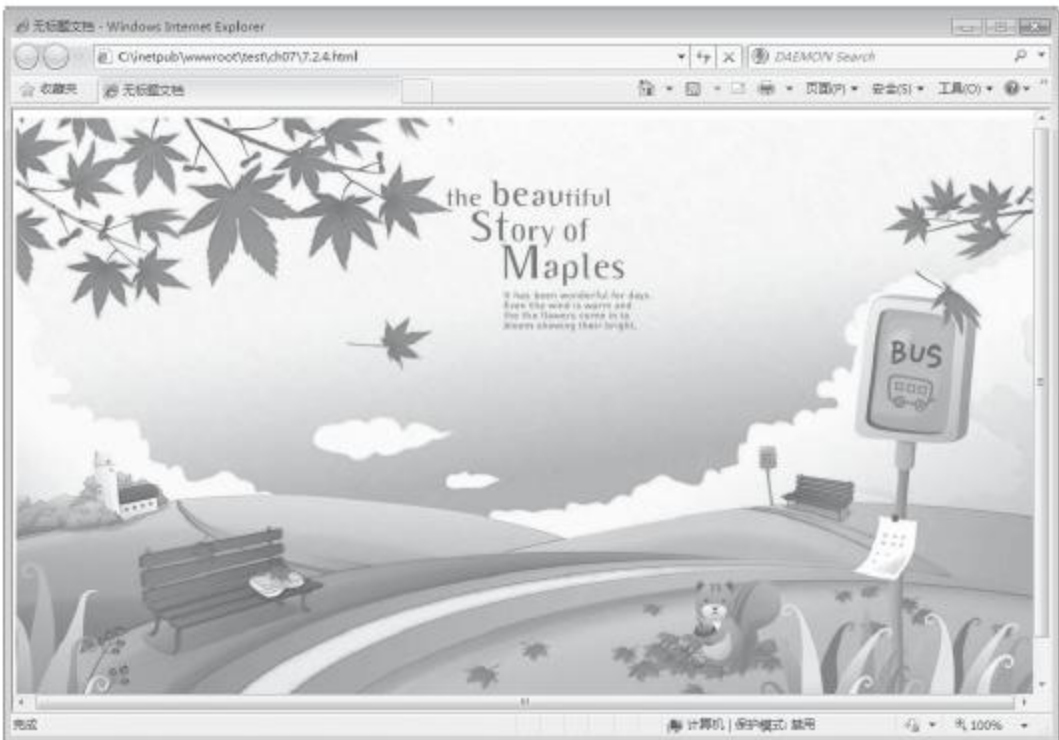 无标题文档 - Windows Internet Explorer
C:\inetpub\wwwroot\test\ch07\7.2.4.html
DAEMON Search
收藏夹
无标题文档
页面(P)
安全(S)
工具(O)
the beautiful
Story of
Maples
It has been wonderful for days.
Even the wind is warm and
the the flowers come in to
bloom showing their bright.
BUS
完成
计算机 | 保护模式: 禁用
100%